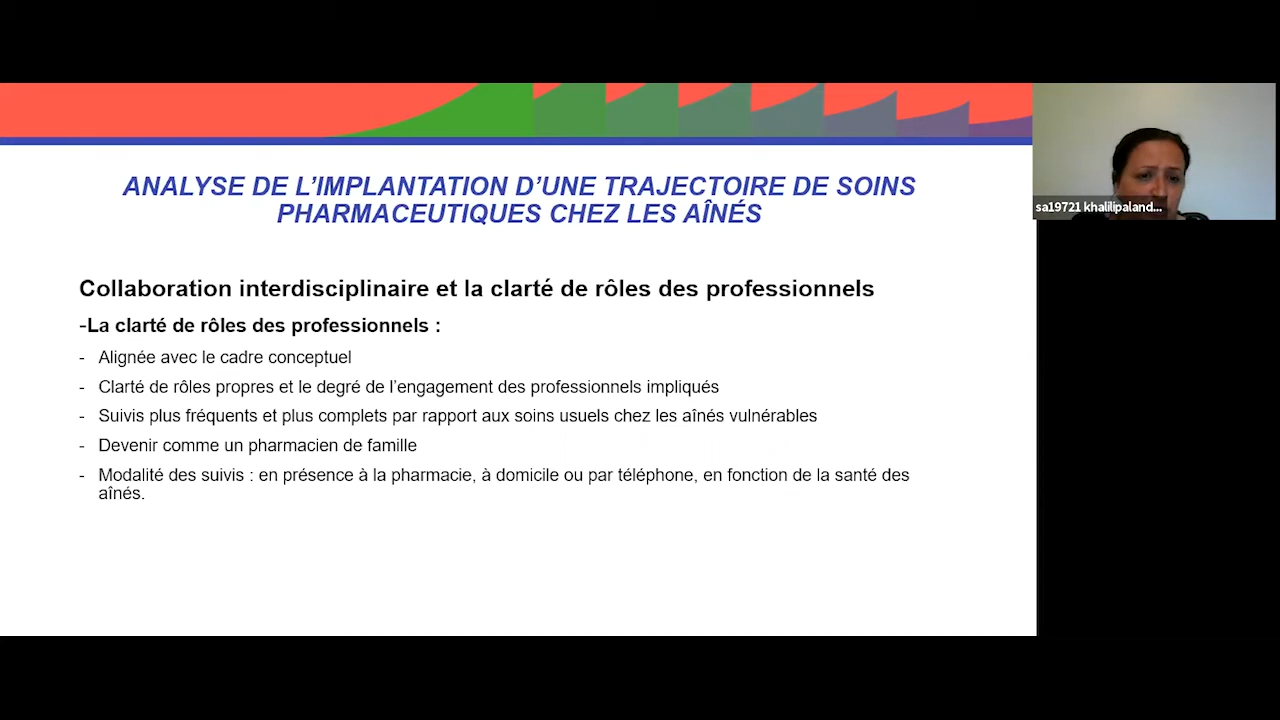 ANALYSE DE L’IMPLANTATION D’UNE TRAJECTOIRE DE SOINS
PHARMACEUTIQUES CHEZ LES AÎNÉS
Collaboration interdisciplinaire et la clarté de rôles des professionnels
-La clarté de rôles des professionnels :
- Alignée avec le cadre conceptuel
- Clarté de rôles propres et le degré de l’engagement des professionnels impliqués
- Suivis plus fréquents et plus complets par rapport aux soins usuels chez les aînés vulnérables
- Devenir comme un pharmacien de famille
- Modalité des suivis : en présence à la pharmacie, à domicile ou par téléphone, en fonction de la santé des
aînés.
sa19721 khalilipaland...